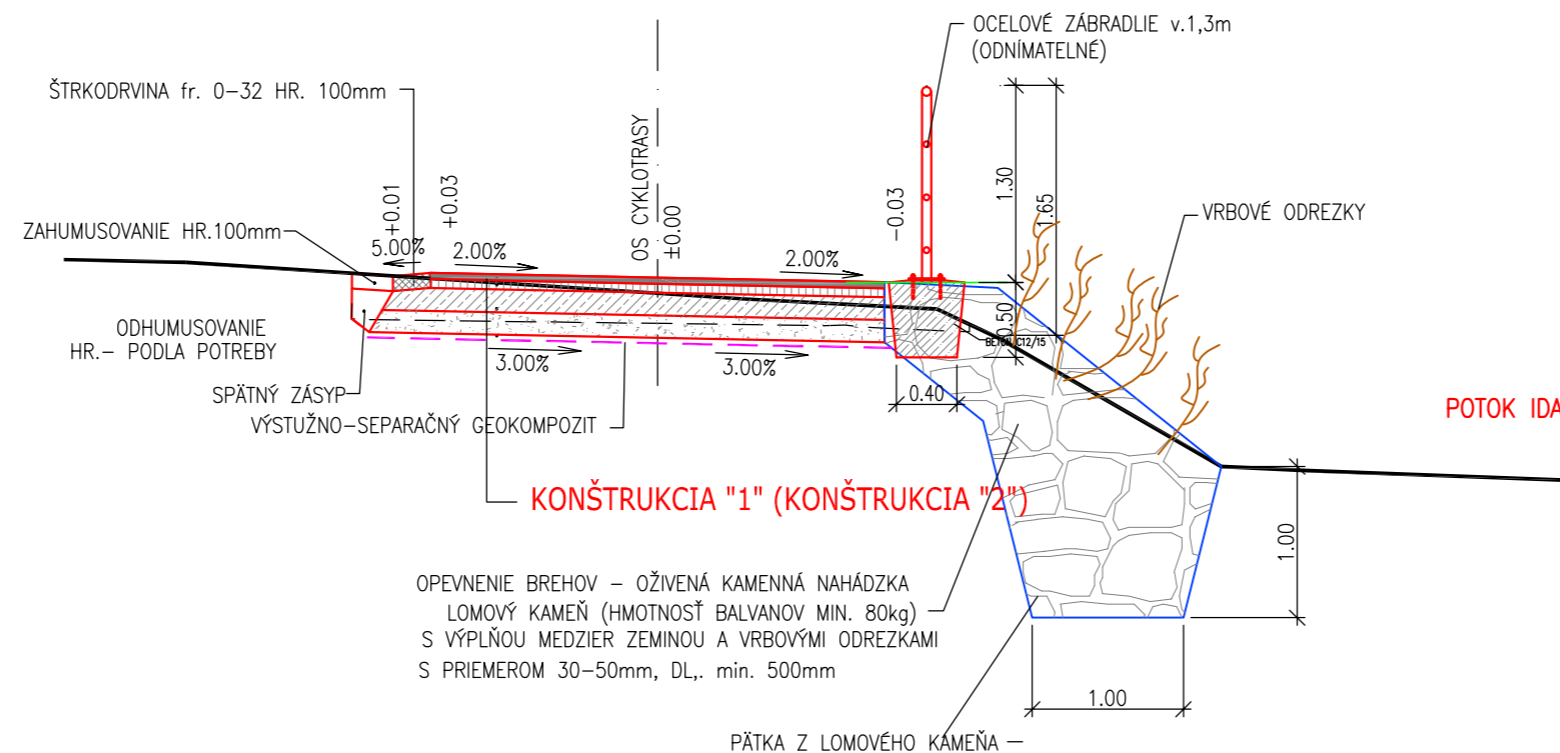 OCELOVÉ ZÁBRADLIE v.1,3m
(ODNÍMATELNÉ)
ŠTRKODRVINA fr. 0-32 HR. 100mm
OS CYKLOTRASY
±0.00
+0.01
+0.03
-0.03
1.30
1.65
VRBOVÉ ODREZKY
ZAHUMUSOVANIE HR.100mm
5.00%
2.00%
2.00%
ODHUMUSOVANIE
HR.- PODLA POTREBY
0.50
BETÓN C12/15
3.00%
3.00%
SPÄTNÝ ZÁSYP
0.40
VÝSTUŽNO-SEPARAČNÝ GEOKOMPOZIT
POTOK IDA
KONŠTRUKCIA "1" (KONŠTRUKCIA "2")
1.00
OPEVNENIE BREHOV - OŽIVENÁ KAMENNÁ NAHÁDZKA
LOMOVÝ KAMEŇ (HMOTNOSŤ BALVANOV MIN. 80kg)
S VÝPLŇOU MEDZIER ZEMINOU A VRBOVÝMI ODREZKAMI
S PRIEMEROM 30-50mm, DL,. min. 500mm
1.00
PÄTKA Z LOMOVÉHO KAMEŇA